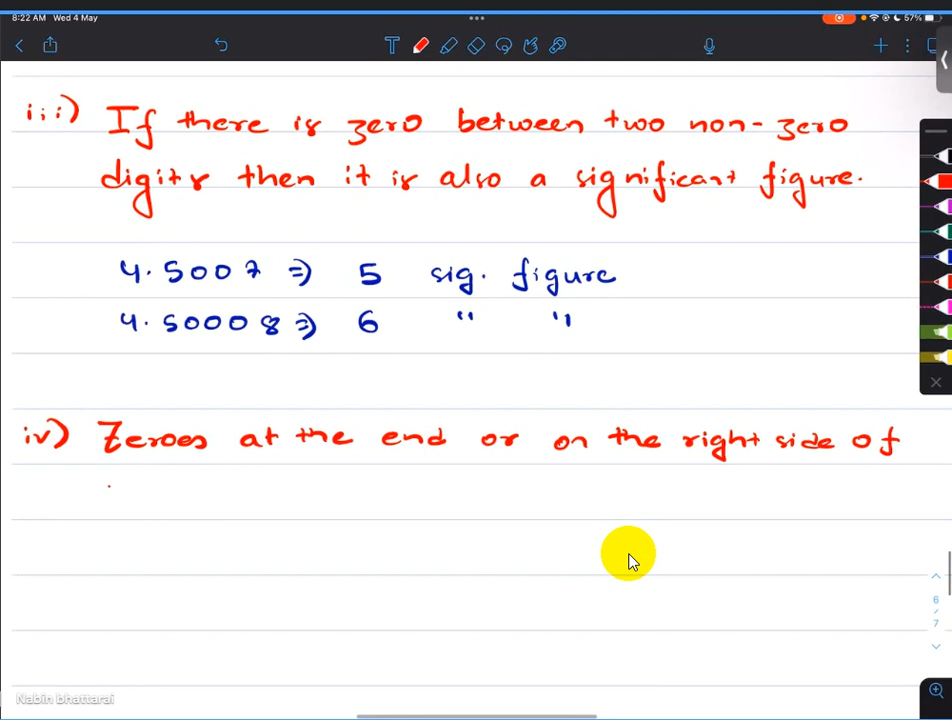 8:22 AM Wed 4 May
57%
iii) If there is zero between two non-zero
digits then it is also a significant figure.
4.5007 => 5 sig. figure
4.50008 => 6 " "
iv) Zeroes at the end or on the right side of
6
/
7
Nabin bhattarai